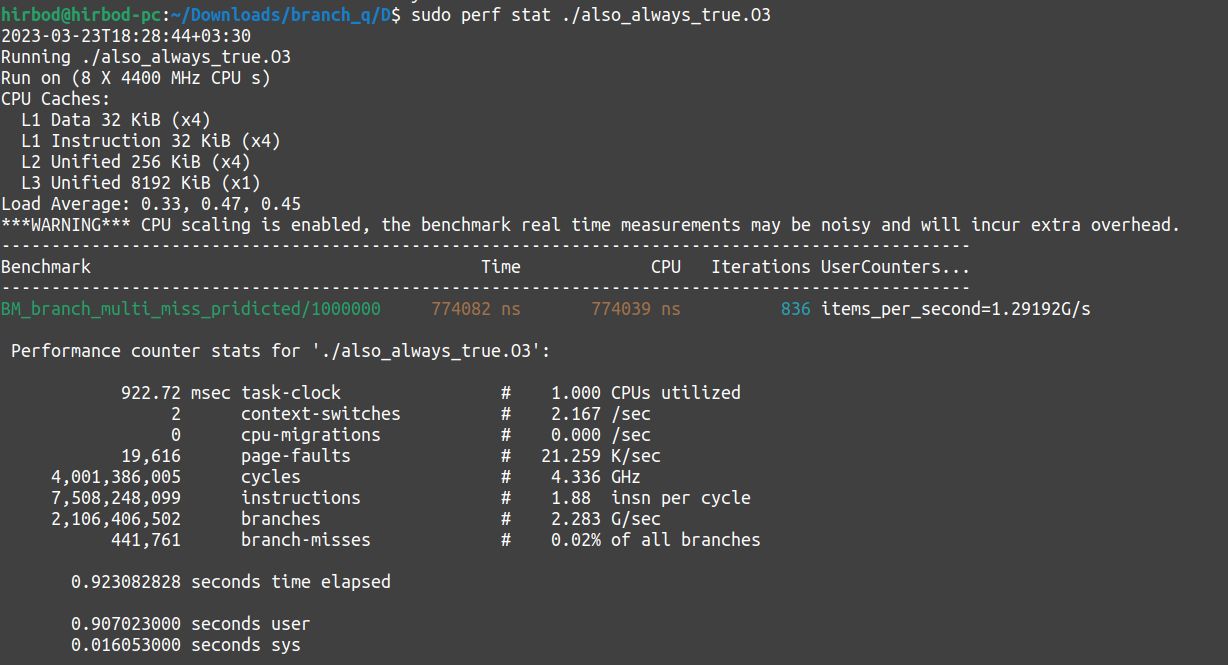 hirbod@hirbod-pc:~/Downloads/branch_q/D$ sudo perf stat ./also_always_true.O3
2023-03-23T18:28:44+03:30
Running ./also_always_true.O3
Run on (8 X 4400 MHz CPU s)
CPU Caches:
  L1 Data 32 KiB (x4)
  L1 Instruction 32 KiB (x4)
  L2 Unified 256 KiB (x4)
  L3 Unified 8192 KiB (x1)
Load Average: 0.33, 0.47, 0.45
***WARNING*** CPU scaling is enabled, the benchmark real time measurements may be noisy and will incur extra overhead.
-------------------------------------------------------------------------------------------------
Benchmark                                       Time             CPU   Iterations UserCounters...
-------------------------------------------------------------------------------------------------
BM_branch_multi_miss_pridicted/1000000     774082 ns       774039 ns          836 items_per_second=1.29192G/s
 Performance counter stats for './also_always_true.O3':
            922.72 msec task-clock                #    1.000 CPUs utilized
                 2      context-switches          #    2.167 /sec
                 0      cpu-migrations            #    0.000 /sec
            19,616      page-faults               #   21.259 K/sec
     4,001,386,005      cycles                    #    4.336 GHz
     7,508,248,099      instructions              #    1.88  insn per cycle
     2,106,406,502      branches                  #    2.283 G/sec
           441,761      branch-misses             #    0.02% of all branches
       0.923082828 seconds time elapsed
       0.907023000 seconds user
       0.016053000 seconds sys